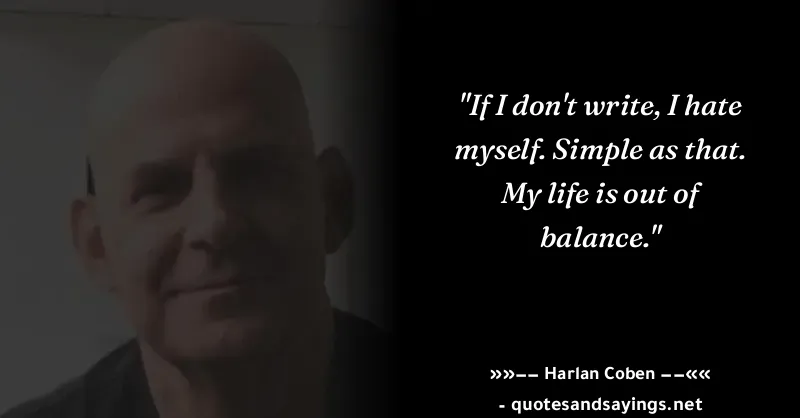 "If I don't write, I hate
myself. Simple as that.
My life is out of
balance."
»»–– Harlan Coben ––««
- quotesandsayings.net